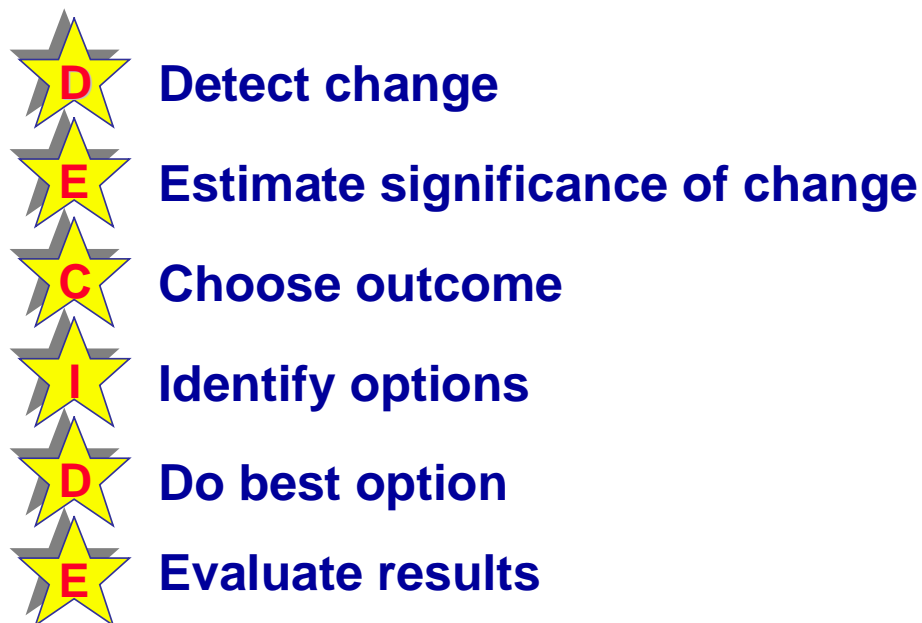 D Detect change
E Estimate significance of change
C Choose outcome
I Identify options
D Do best option
E Evaluate results